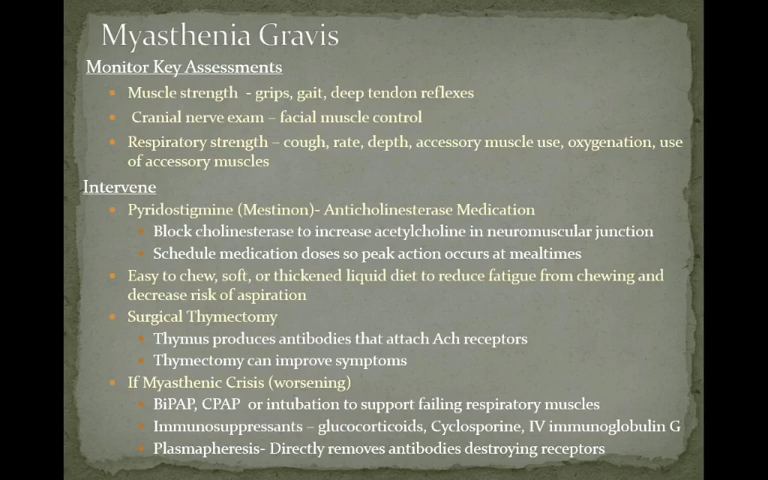 Myasthenia Gravis
Monitor Key Assessments
Muscle strength - grips, gait, deep tendon reflexes
Cranial nerve exam – facial muscle control
Respiratory strength – cough, rate, depth, accessory muscle use, oxygenation, use
of accessory muscles
Intervene
Pyridostigmine (Mestinon)- Anticholinesterase Medication
Block cholinesterase to increase acetylcholine in neuromuscular junction
Schedule medication doses so peak action occurs at mealtimes
Easy to chew, soft, or thickened liquid diet to reduce fatigue from chewing and
decrease risk of aspiration
Surgical Thymectomy
Thymus produces antibodies that attach Ach receptors
Thymectomy can improve symptoms
If Myasthenic Crisis (worsening)
BiPAP, CPAP or intubation to support failing respiratory muscles
Immunosuppressants – glucocorticoids, Cyclosporine, IV immunoglobulin G
Plasmapheresis- Directly removes antibodies destroying receptors